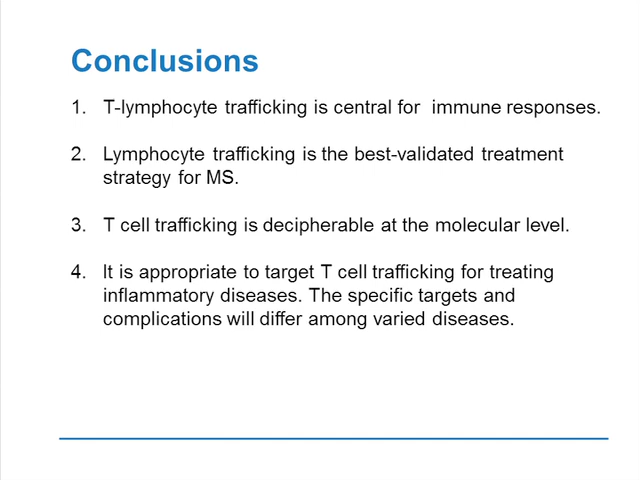 Conclusions
1. T-lymphocyte trafficking is central for immune responses.
2. Lymphocyte trafficking is the best-validated treatment
strategy for MS.
3. T cell trafficking is decipherable at the molecular level.
4. It is appropriate to target T cell trafficking for treating
inflammatory diseases. The specific targets and
complications will differ among varied diseases.